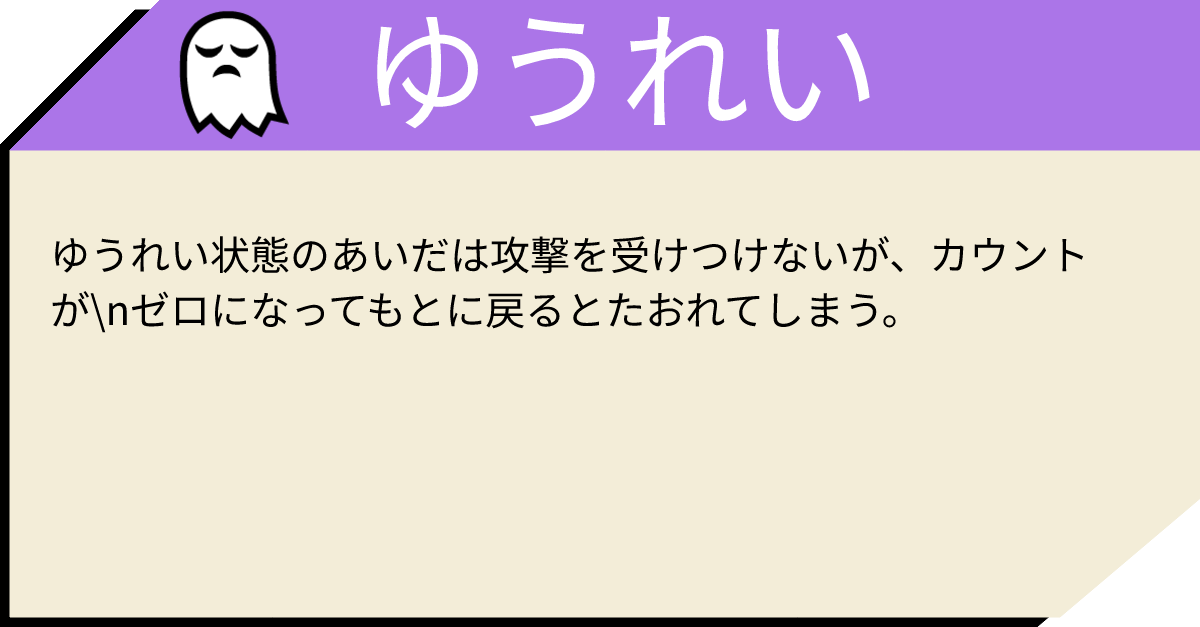 ゆうれい
ゆうれい状態のあいだは攻撃を受けつけないが、カウント
が\nゼロになってもとに戻るとたおれてしまう。